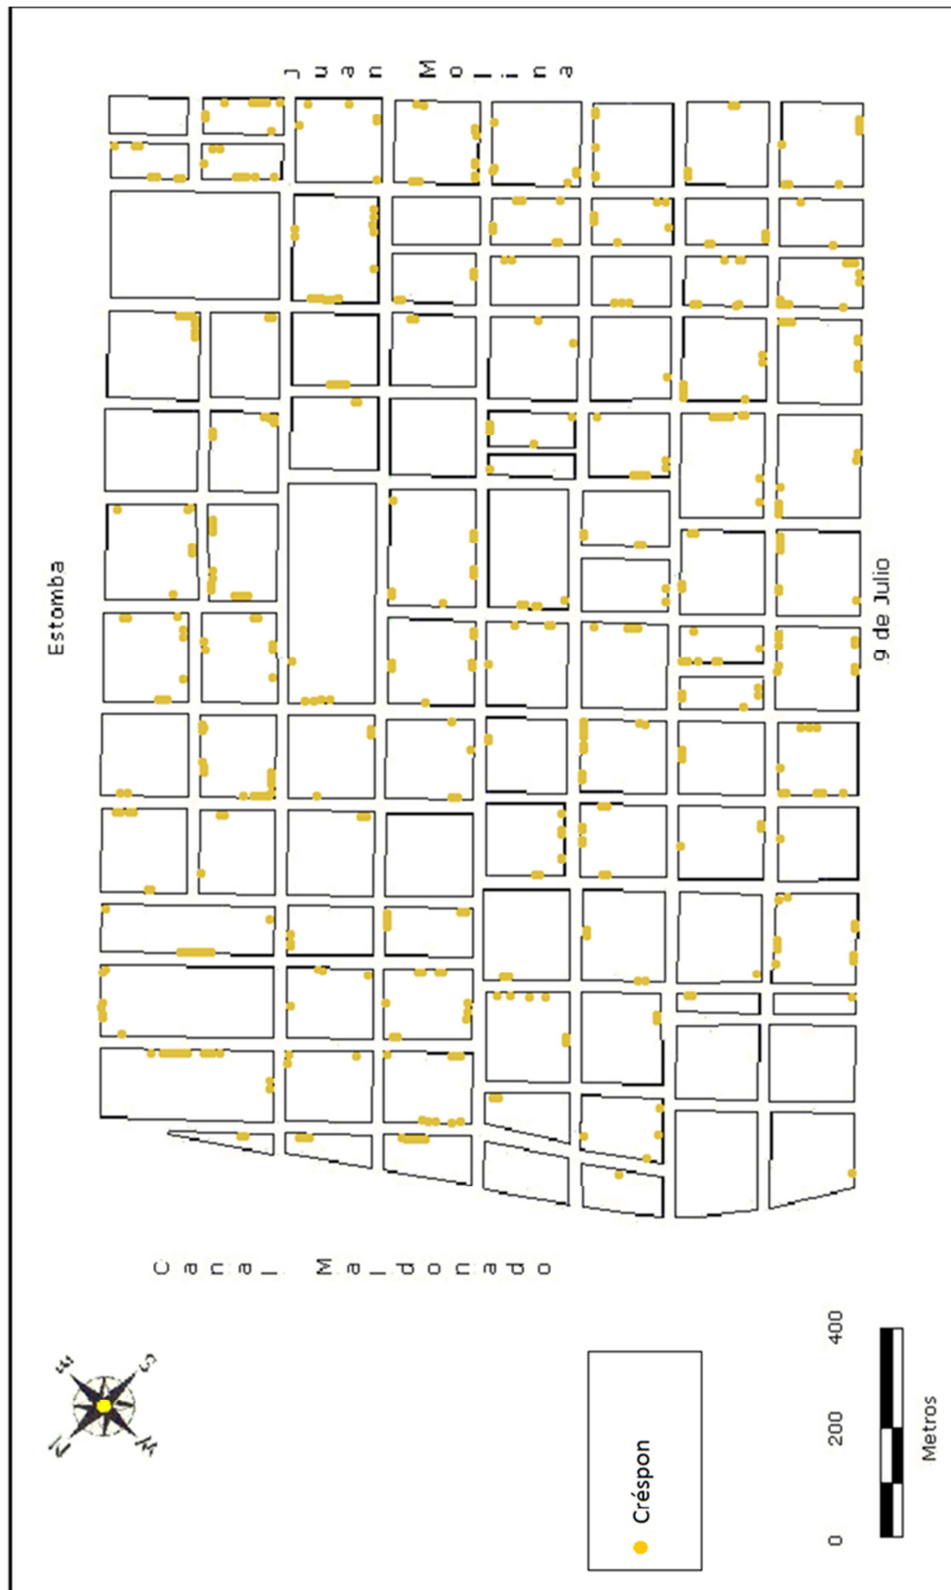 Juan Molina
Estomba
9 de Julio
Canal Maldonado
N
E
S
W
Créspon
0 200 400
Metros